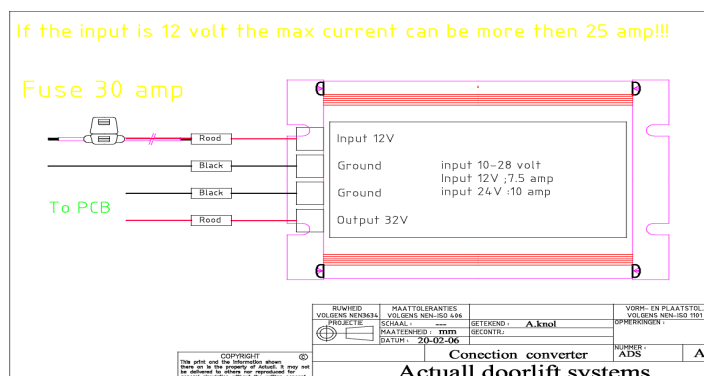 If the input is 12 volt the max current can be more then 25 amp!!!
Fuse 30 amp
Rood
Input 12V
Black
Ground
input 10-28 volt
Input 12V ;7.5 amp
Black
Ground
input 24V :10 amp
To PCB
Rood
Output 32V
RUWHEID
VOLGENS NEN3634
MAATTOLERANTIES
VOLGENS NEN-ISO 406
VORM- EN PLAATSTOL.
VOLGENS NEN-ISO 1101
PROJECTIE
SCHAAL : ---
GETEKEND : A.knol
OPMERKINGEN :
MAATEENHEID : mm
GECONTR.:
DATUM : 20-02-06
Conection converter
NUMMER :
ADS
A
COPYRIGHT ©
This print and the information shown
there on is the property of Actuall. It may not
be delivered to others nor reproduced for
Actuall doorlift systems